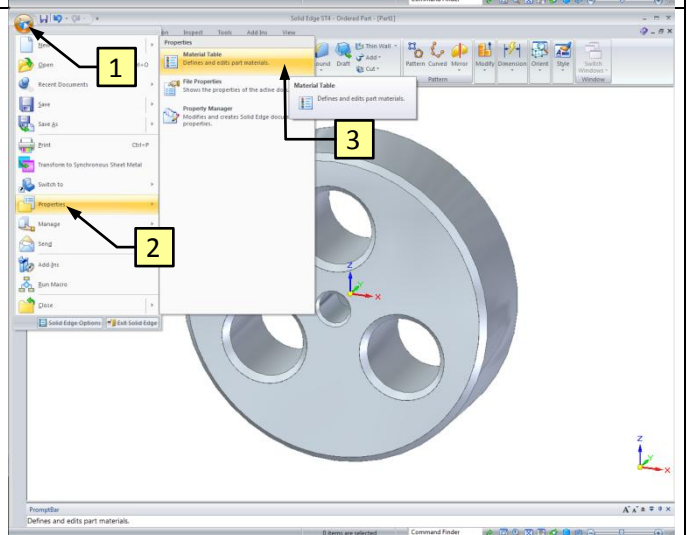 Command Finder
Solid Edge ST4 - Ordered Part - [Part1]
Inspect Tools Add Ins View
New
Open
Recent Documents
Save
Save As
Print Ctrl+P
Transform to Synchronous Sheet Metal
Switch to
Properties
Manage
Send
Add-Ins
Run Macro
Close
Solid Edge Options
Exit Solid Edge
Properties
Material Table
Defines and edits part materials.
File Properties
Shows the properties of the active
Property Manager
Modifies and creates Solid Edge
properties.
Material Table
Defines and edits part materials.
Draft
Thin Wall
Add
Cut
Pattern Curved Mirror
Pattern
Modify Dimension Orient Style
Switch
Windows
Window
1
2
3
Z
Y
X
Z
Y
X
PromptBar
Defines and edits part materials.
0 items are selected
Command Finder